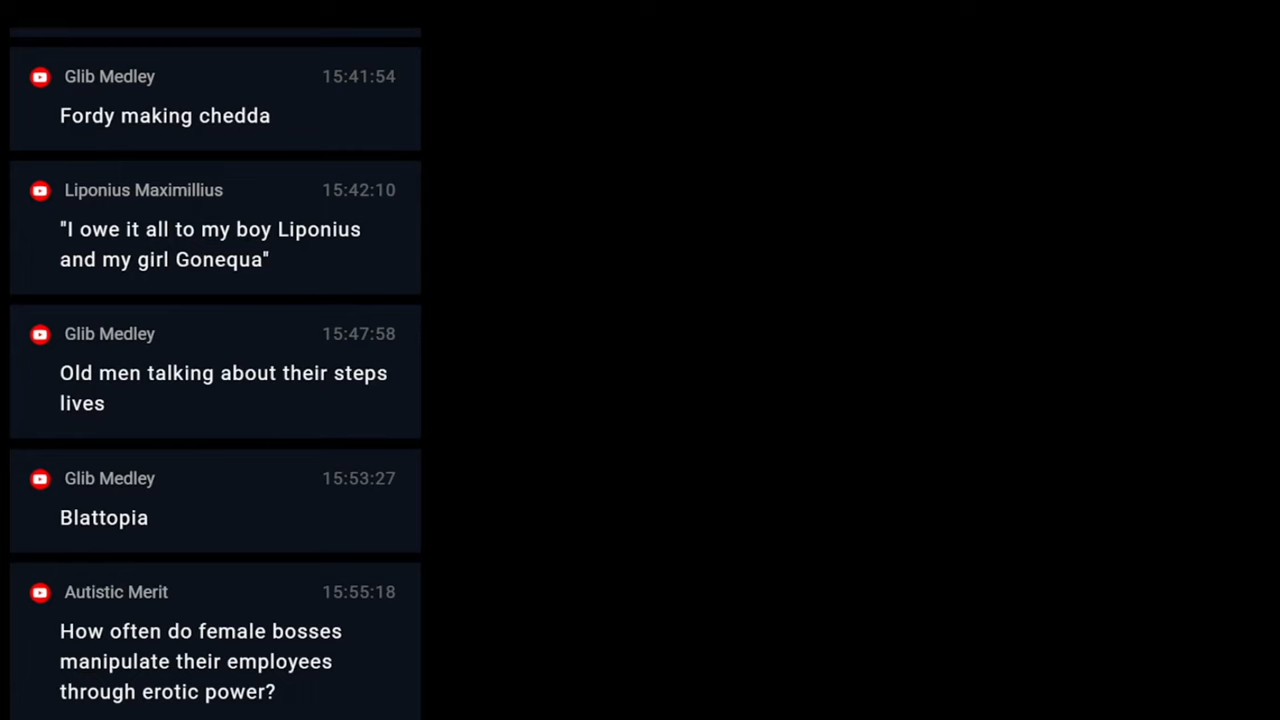 Glib Medley 15:41:54
Fordy making chedda
Liponius Maximillius 15:42:10
"I owe it all to my boy Liponius
and my girl Gonequa"
Glib Medley 15:47:58
Old men talking about their steps
lives
Glib Medley 15:53:27
Blattopia
Autistic Merit 15:55:18
How often do female bosses
manipulate their employees
through erotic power?